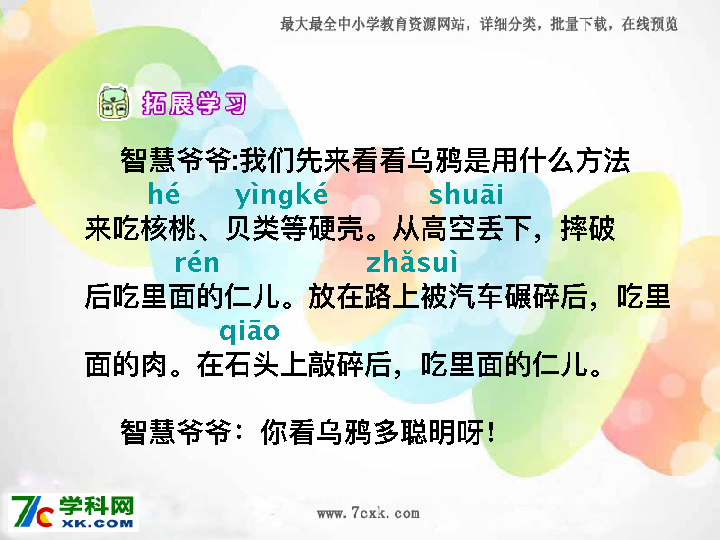 最大最全中小学教育资源网站，详细分类，批量下载，在线预览
拓展学习
智慧爷爷:我们先来看看乌鸦是用什么方法
hé yìngké shuāi
来吃核桃、贝类等硬壳。从高空丢下，摔破
rén zhǎsuì
后吃里面的仁儿。放在路上被汽车碾碎后，吃里
qiāo
面的肉。在石头上敲碎后，吃里面的仁儿。
智慧爷爷：你看乌鸦多聪明呀！
7c学科网
XK.COM
www.7cxk.com